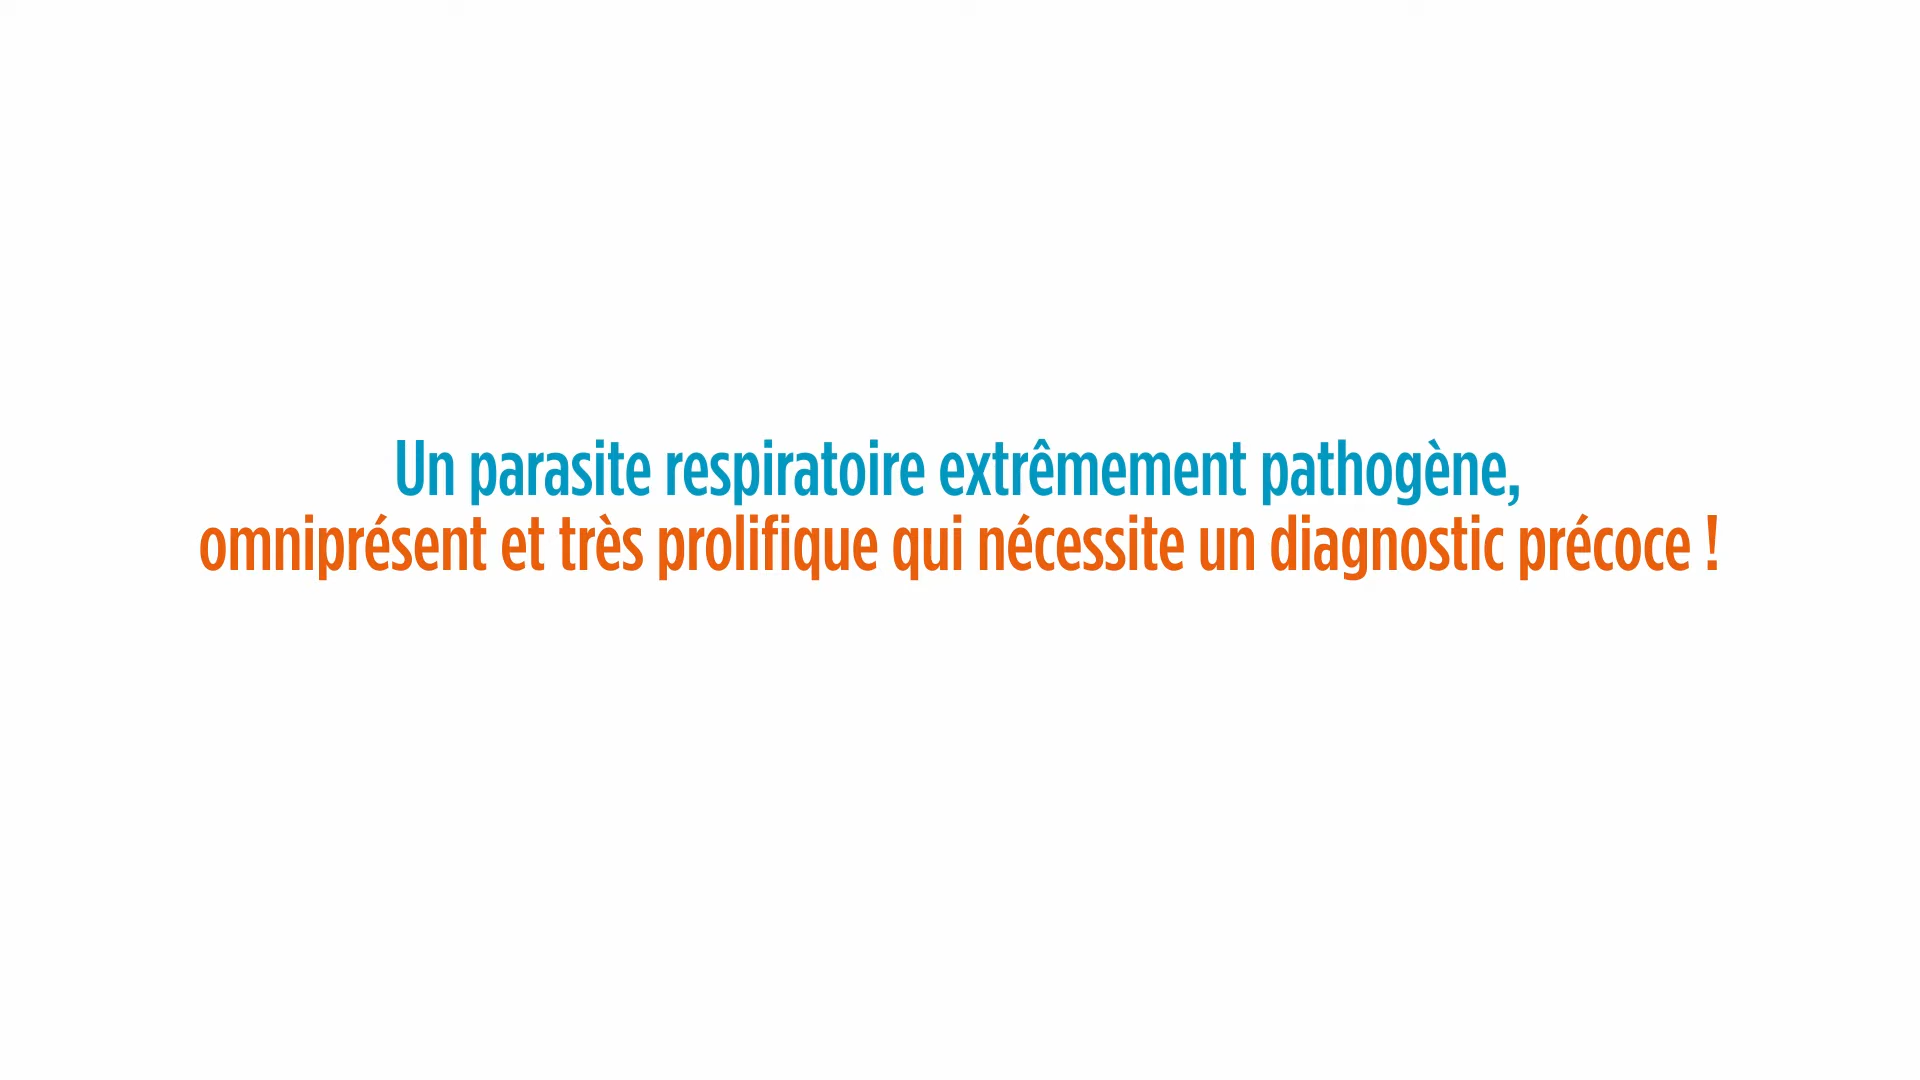 Un parasite respiratoire extrêmement pathogène,
omniprésent et très prolifique qui nécessite un diagnostic précoce !